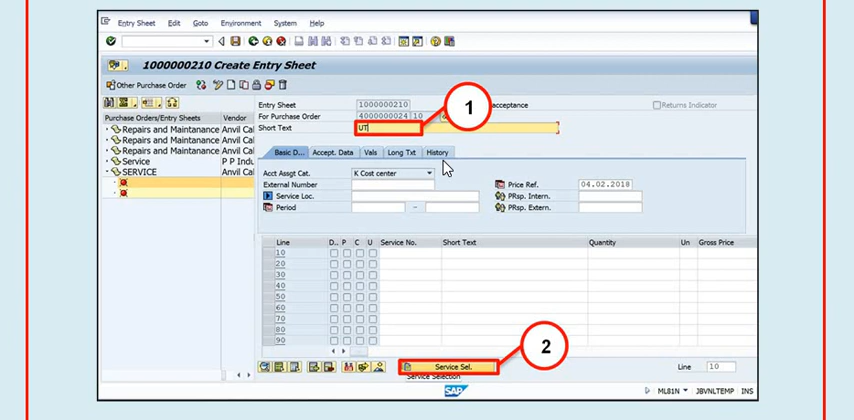 Entry Sheet Edit Goto Environment System Help
1000000210 Create Entry Sheet
Other Purchase Order
Entry Sheet 1000000210 acceptance Returns Indicator
1
Purchase Orders/Entry Sheets Vendor
For Purchase Order 4000000024 10
Short Text UT
Repairs and Maintanance Anvil Cal
Repairs and Maintanance Anvil Cal
Repairs and Maintanance Anvil Cal
Service P P Indu
SERVICE Anvil Cal
Basic D... Accept. Data Vals Long Txt History
Acct Assgt Cat. K Cost center
External Number Price Ref. 04.02.2018
Service Loc. PRsp. Intern.
Period – PRsp. Extern.
Line D.. P C U Service No. Short Text Quantity Un Gross Price
10
20
30
40
50
60
70
80
90
2
Service Sel. Line 10
Service Selection
SAP ML81N JBVNLTEMP INS